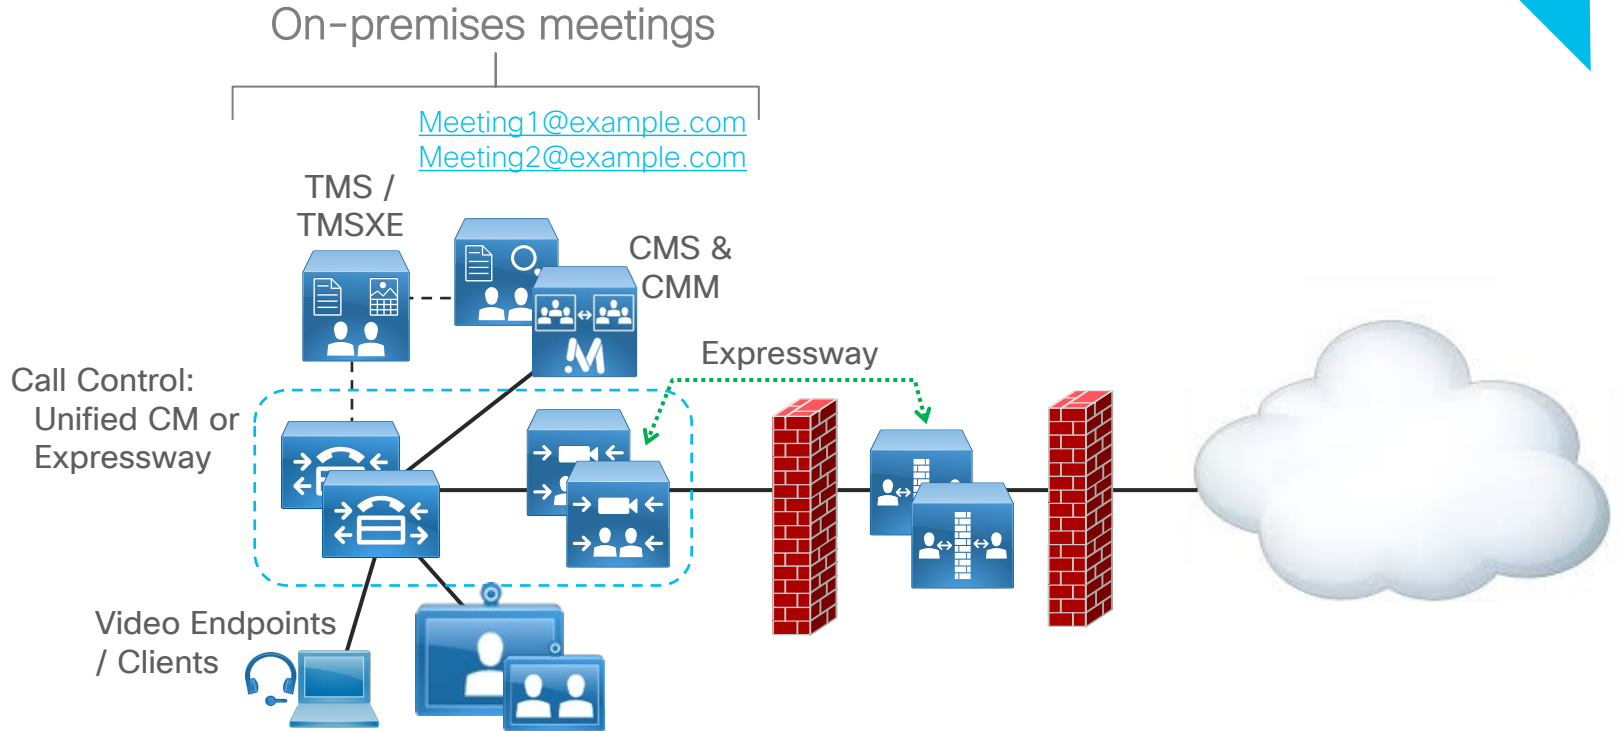 On-premises meetings
Meeting1@example.com
Meeting2@example.com
TMS /
TMSXE
CMS &
CMM
Expressway
Call Control:
Unified CM or
Expressway
Video Endpoints
/ Clients
M